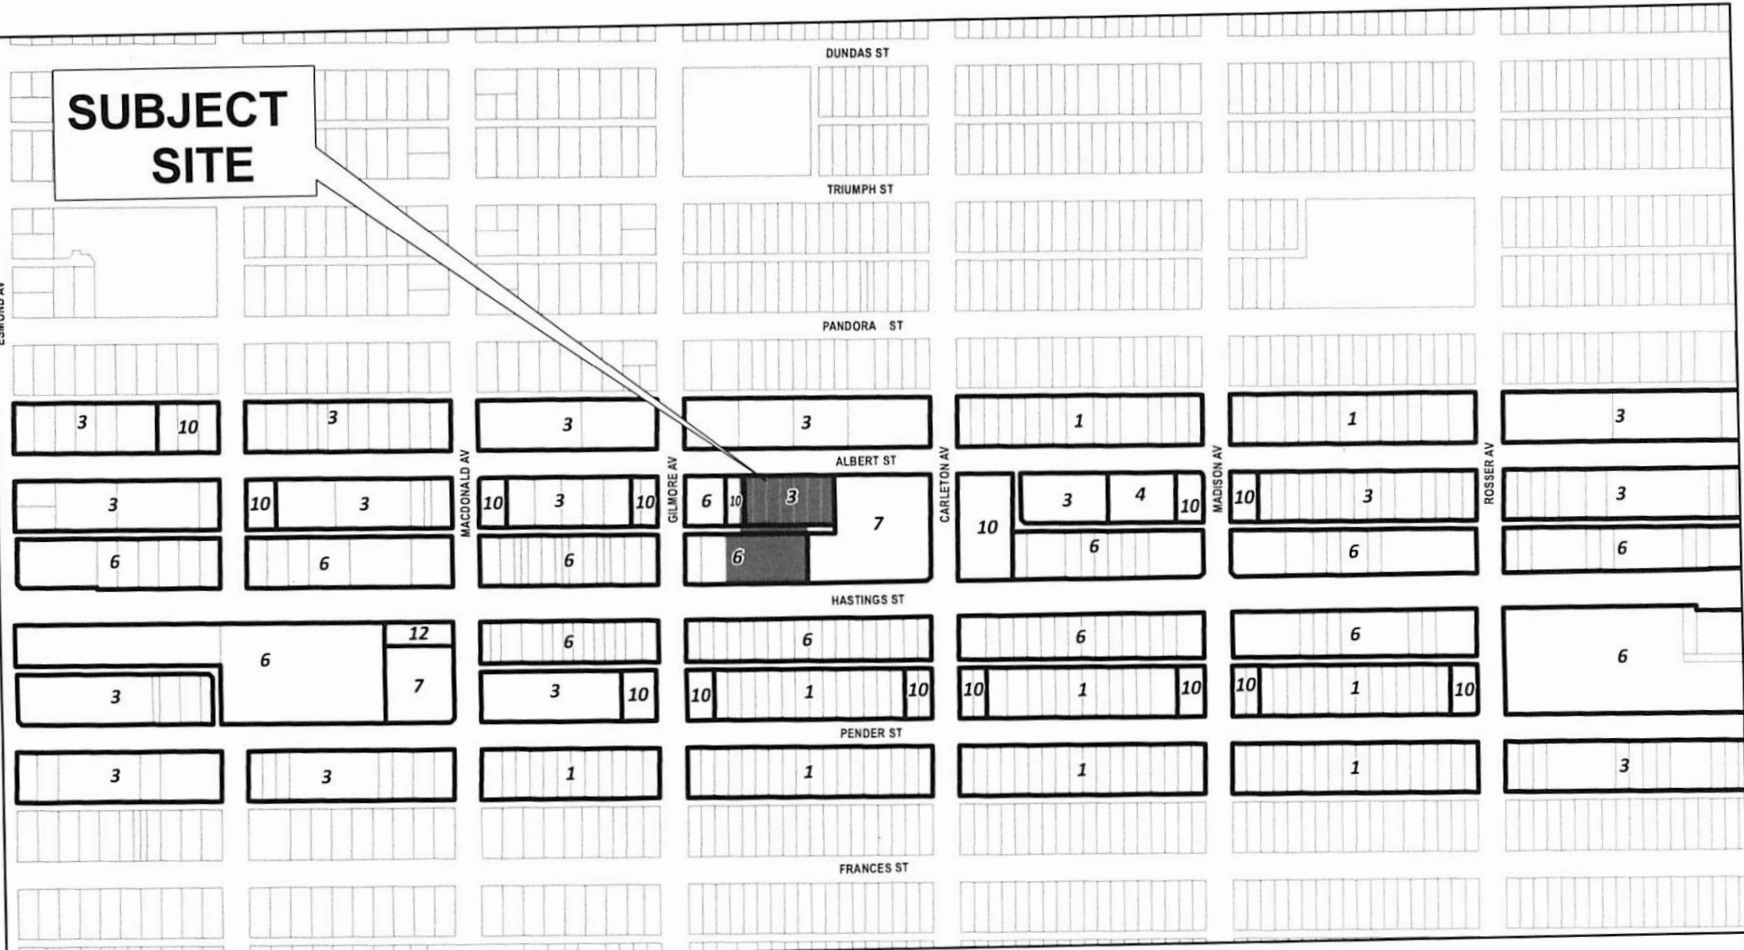 DUNDAS ST
SUBJECT
SITE
TRIUMPH ST
ESMOND AV
PANDORA ST
3 10 3 3 3 1 1 3
MACDONALD AV
GILMORE AV
ALBERT ST
CARLETON AV
MADISON AV
ROSSER AV
3 10 3 10 3 10 6 10 3 7 10 3 4 10 10 3 3
6 6 6 6 6 6 6
HASTINGS ST
6 12 6 6 6 6 6
3 7 3 10 10 1 10 10 1 10 10 1 10
PENDER ST
3 3 1 1 1 1 3
FRANCES ST